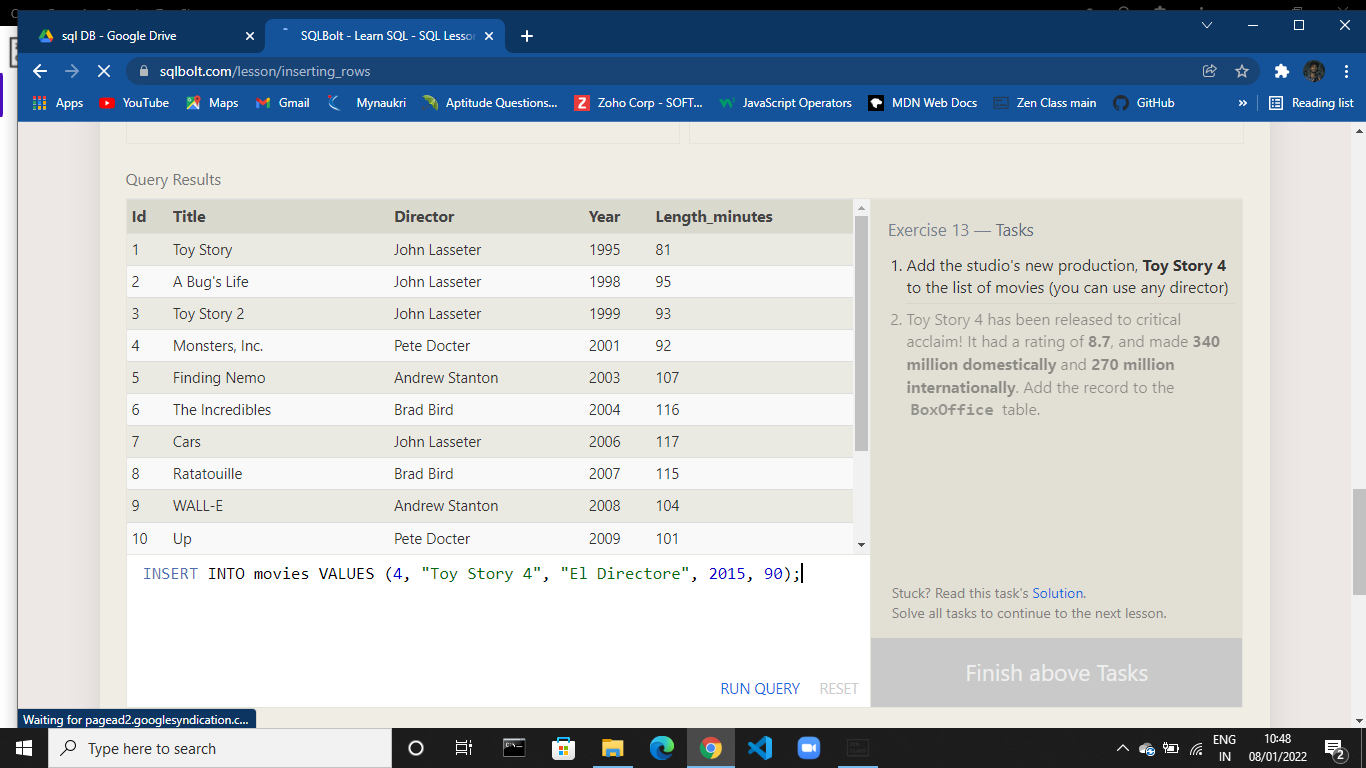 sql DB - Google Drive
SQLBolt - Learn SQL - SQL Lesso
sqlbolt.com/lesson/inserting_rows
Apps YouTube Maps Gmail Mynaukri Aptitude Questions... Zoho Corp - SOFT... JavaScript Operators MDN Web Docs Zen Class main GitHub » Reading list
Query Results
Id Title Director Year Length_minutes
1 Toy Story John Lasseter 1995 81
2 A Bug's Life John Lasseter 1998 95
3 Toy Story 2 John Lasseter 1999 93
4 Monsters, Inc. Pete Docter 2001 92
5 Finding Nemo Andrew Stanton 2003 107
6 The Incredibles Brad Bird 2004 116
7 Cars John Lasseter 2006 117
8 Ratatouille Brad Bird 2007 115
9 WALL-E Andrew Stanton 2008 104
10 Up Pete Docter 2009 101
INSERT INTO movies VALUES (4, "Toy Story 4", "El Directore", 2015, 90);
RUN QUERY RESET
Exercise 13 — Tasks
1. Add the studio's new production, Toy Story 4
to the list of movies (you can use any director)
2. Toy Story 4 has been released to critical
acclaim! It had a rating of 8.7, and made 340
million domestically and 270 million
internationally. Add the record to the
BoxOffice table.
Stuck? Read this task's Solution.
Solve all tasks to continue to the next lesson.
Finish above Tasks
Waiting for pagead2.googlesyndication.c...
Type here to search
ENG
IN
10:48
08/01/2022
2